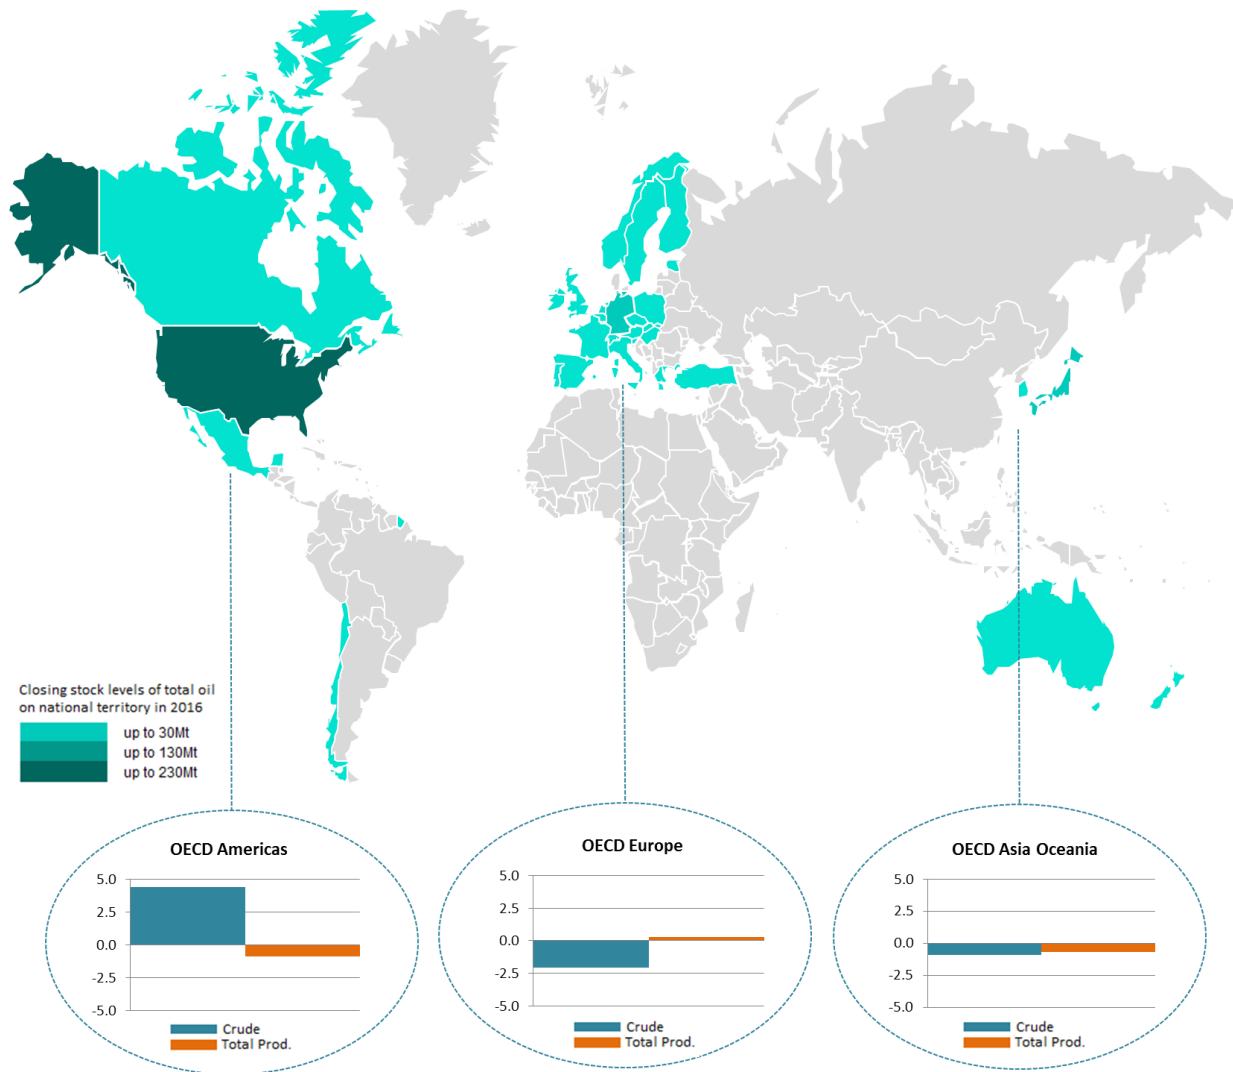 Closing stock levels of total oil
on national territory in 2016
up to 30Mt
up to 130Mt
up to 230Mt
OECD Americas
5.0
2.5
0.0
-2.5
-5.0
Crude
Total Prod.
OECD Europe
5.0
2.5
0.0
-2.5
-5.0
Crude
Total Prod.
OECD Asia Oceania
5.0
2.5
0.0
-2.5
-5.0
Crude
Total Prod.